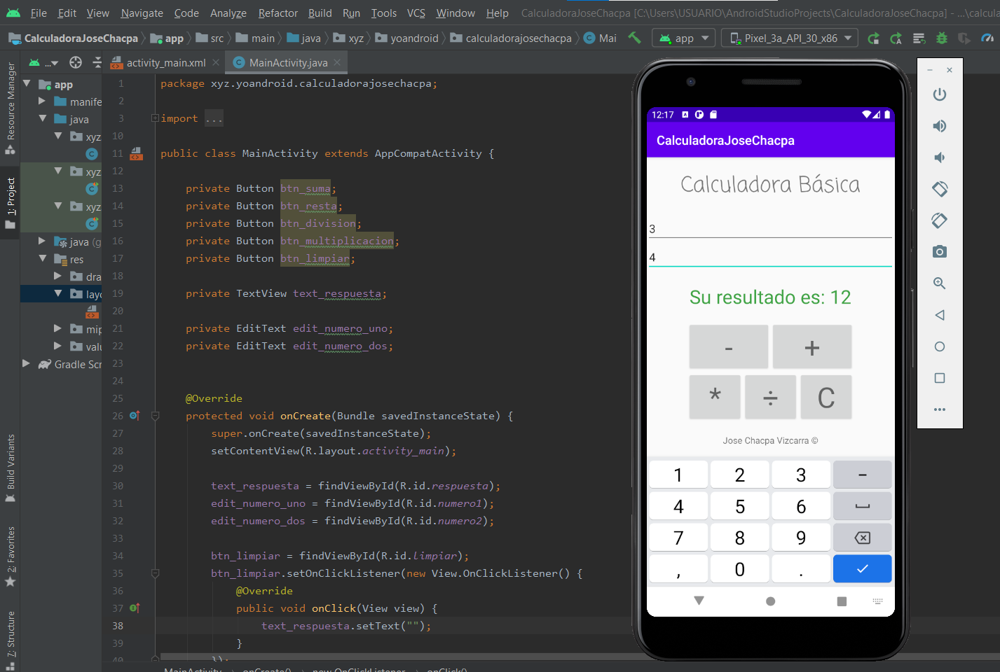 File Edit View Navigate Code Analyze Refactor Build Run Tools VCS Window Help CalculadoraJoseChacpa [C:\Users\USUARIO\AndroidStudioProjects\CalculadoraJoseChacpa] - ...\calcula
CalculadoraJoseChacpa app src main java xyz yoandroid calculadorajosechacpa Mai app Pixel_3a_API_30_x86
... activity_main.xml MainActivity.java
Resource Manager
1: Project
Build Variants
2: Favorites
7: Structure
app
manife
java
xyz
xyz
xyz
java (g
res
dra
layo
mip
valu
Gradle Scr
1 package xyz.yoandroid.calculadorajosechacpa;
2
3 import ...
10
11 public class MainActivity extends AppCompatActivity {
12
13 private Button btn_suma;
14 private Button btn_resta;
15 private Button btn_division;
16 private Button btn_multiplicacion;
17 private Button btn_limpiar;
18
19 private TextView text_respuesta;
20
21 private EditText edit_numero_uno;
22 private EditText edit_numero_dos;
23
24
25 @Override
26 protected void onCreate(Bundle savedInstanceState) {
27 super.onCreate(savedInstanceState);
28 setContentView(R.layout.activity_main);
29
30 text_respuesta = findViewById(R.id.respuesta);
31 edit_numero_uno = findViewById(R.id.numero1);
32 edit_numero_dos = findViewById(R.id.numero2);
33
34 btn_limpiar = findViewById(R.id.limpiar);
35 btn_limpiar.setOnClickListener(new View.OnClickListener() {
36 @Override
37 public void onClick(View view) {
38 text_respuesta.setText("");
39 }
40 });
MainActivity onCreate() new OnClickListener onClick()
12:17
CalculadoraJoseChacpa
Calculadora Básica
3
4
Su resultado es: 12
- +
* ÷ C
Jose Chacpa Vizcarra ©
1 2 3 -
4 5 6
7 8 9
, 0 .